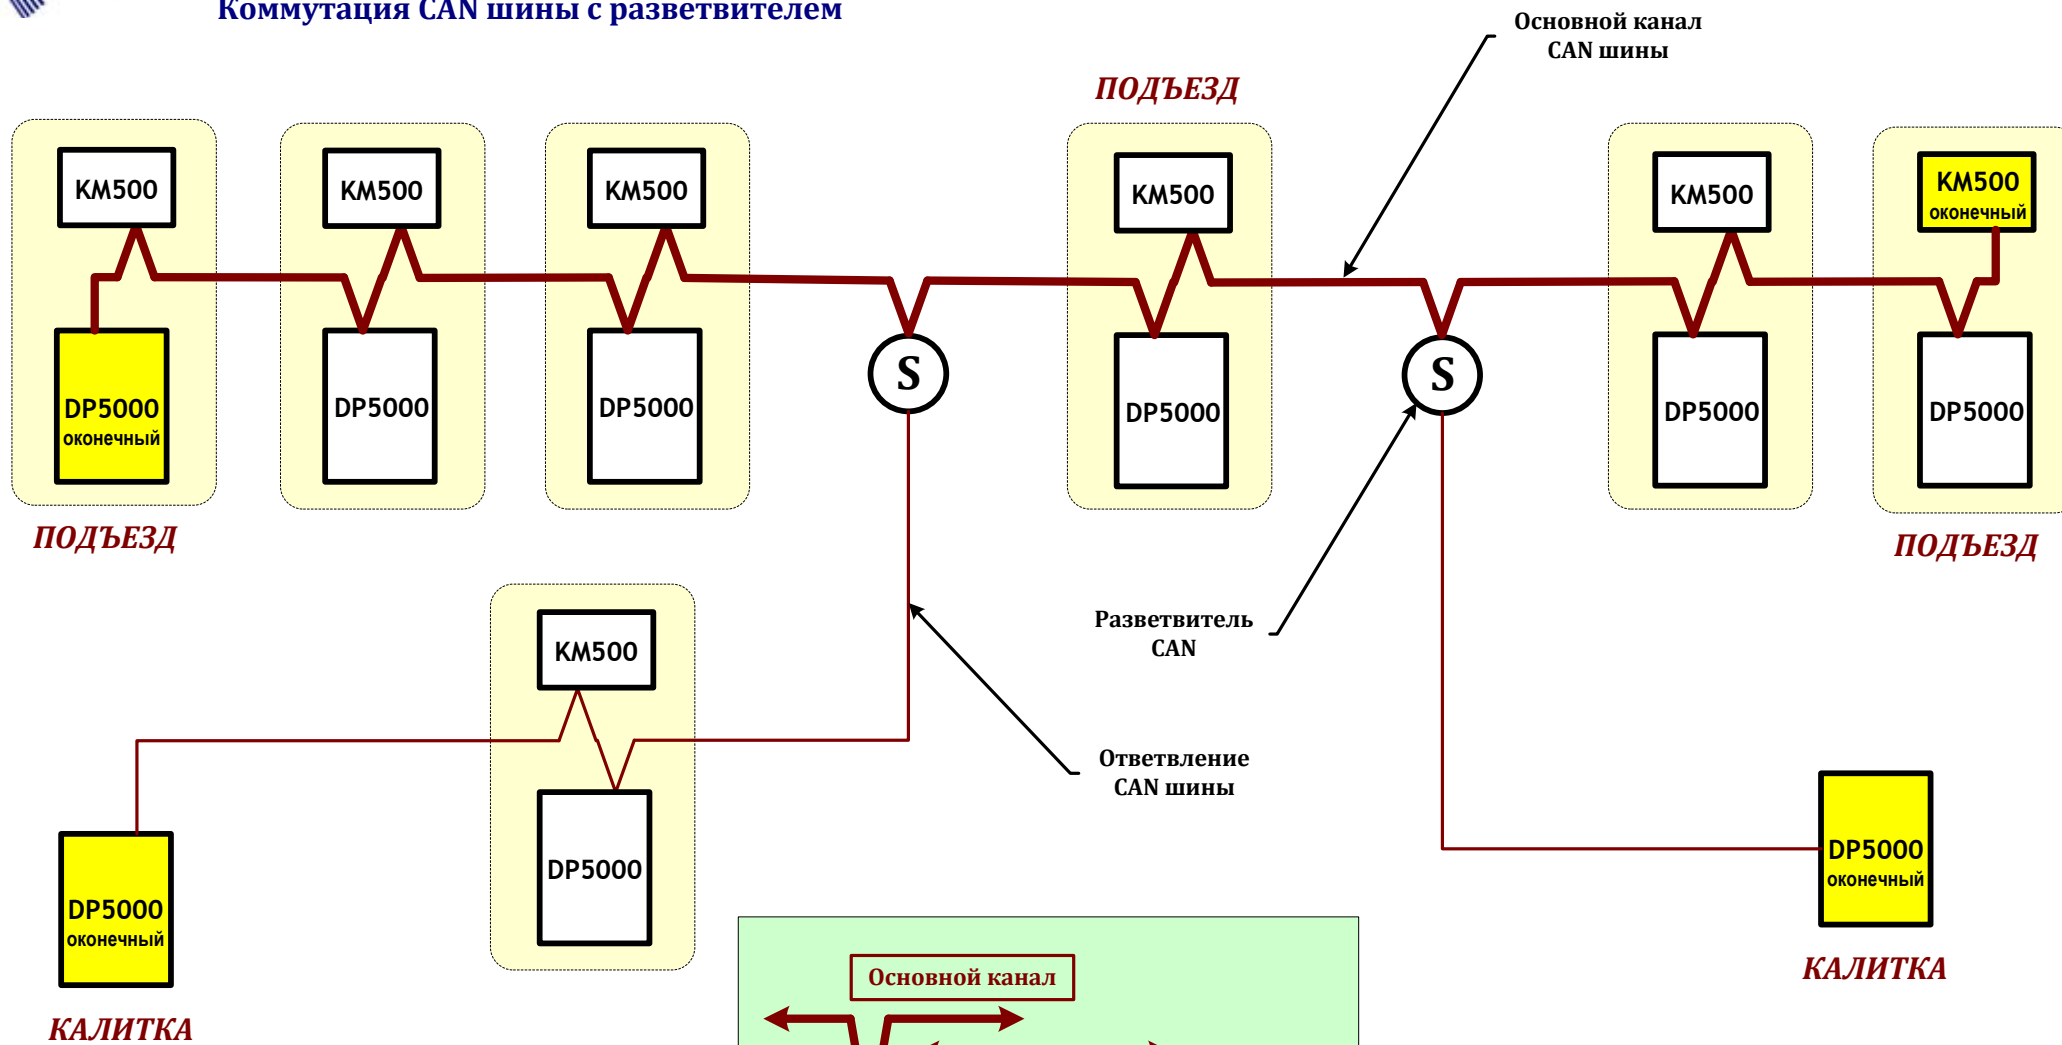 Коммутация CAN шины с разветвителем
Основной канал
CAN шины
ПОДЪЕЗД
KM500
KM500
KM500
KM500
KM500
KM500
оконечный
DP5000
оконечный
DP5000
DP5000
S
DP5000
S
DP5000
DP5000
ПОДЪЕЗД
ПОДЪЕЗД
KM500
Разветвитель
CAN
Ответвление
CAN шины
DP5000
DP5000
оконечный
DP5000
оконечный
КАЛИТКА
КАЛИТКА
Основной канал